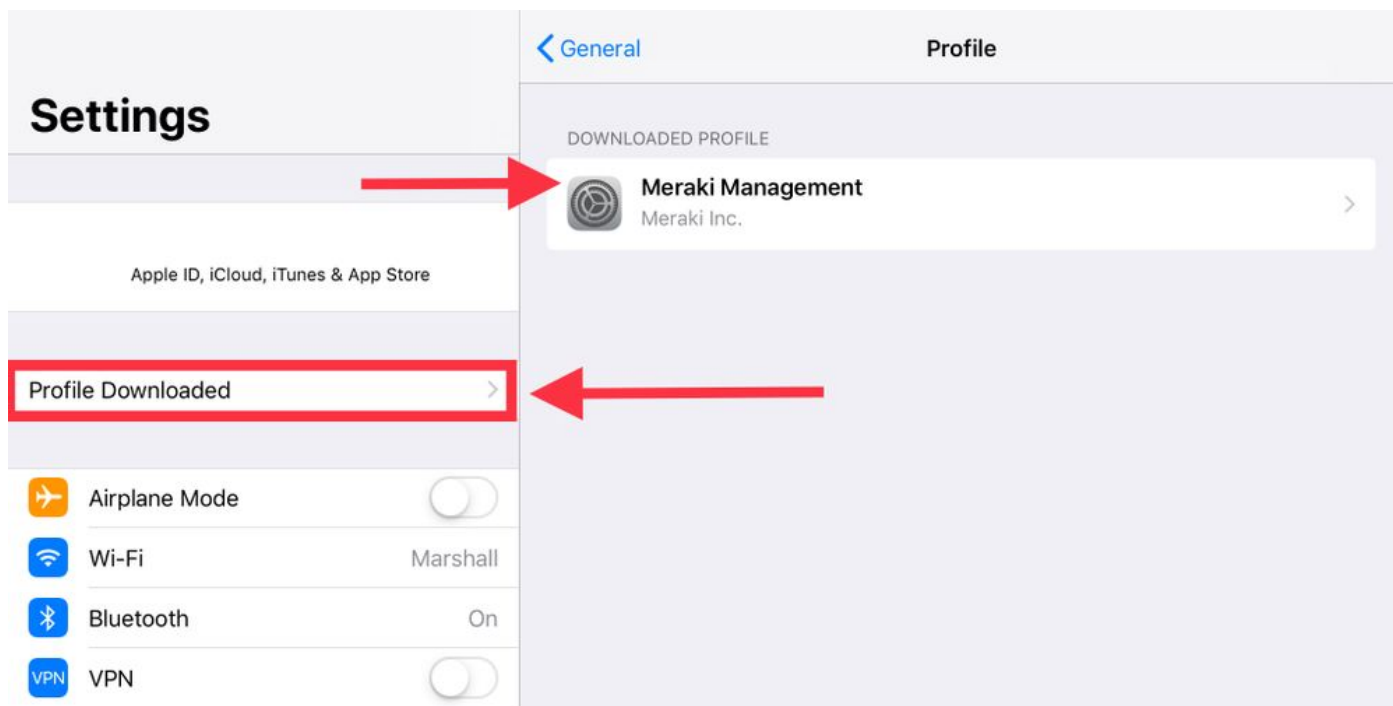 Settings
Apple ID, iCloud, iTunes & App Store
Profile Downloaded
Airplane Mode
Wi-Fi Marshall
Bluetooth On
VPN VPN
General Profile
DOWNLOADED PROFILE
Meraki Management
Meraki Inc.